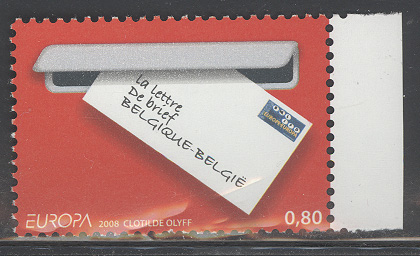 La lettre
De brief
BELGIQUE-BELGIË
EUROPA
2008 CLOTILDE OLYFF
0,80